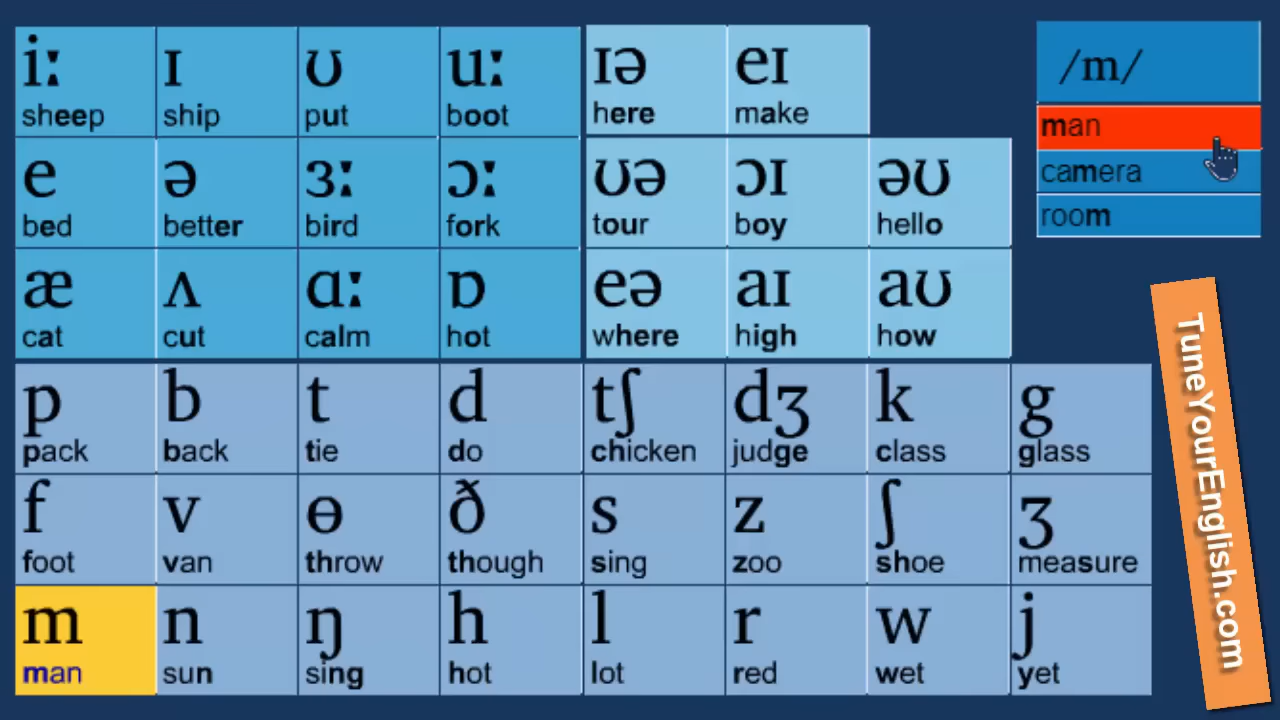 iː ɪ ʊ uː ɪə eɪ
sheep ship put boot here make
e ə ɜː ɔː ʊə ɔɪ əʊ
bed better bird fork tour boy hello
æ ʌ ɑː ɒ eə aɪ aʊ
cat cut calm hot where high how
p b t d tʃ dʒ k g
pack back tie do chicken judge class glass
f v ɵ ð s z ʃ ʒ
foot van throw though sing zoo shoe measure
m n ŋ h l r w j
man sun sing hot lot red wet yet
/m/
man
camera
room
TuneYourEnglish.com